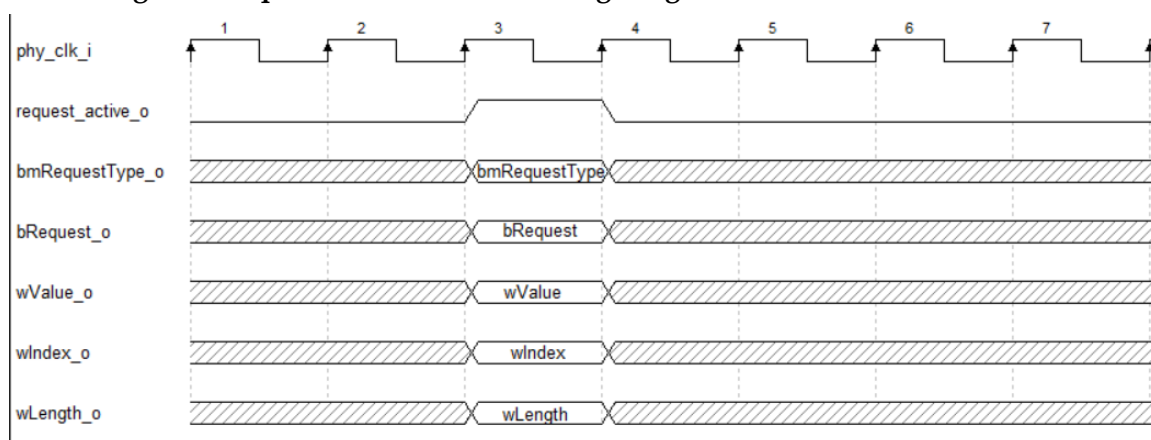 1 2 3 4 5 6 7
phy_clk_i
request_active_o
bmRequestType_o bmRequestType
bRequest_o bRequest
wValue_o wValue
wIndex_o wIndex
wLength_o wLength